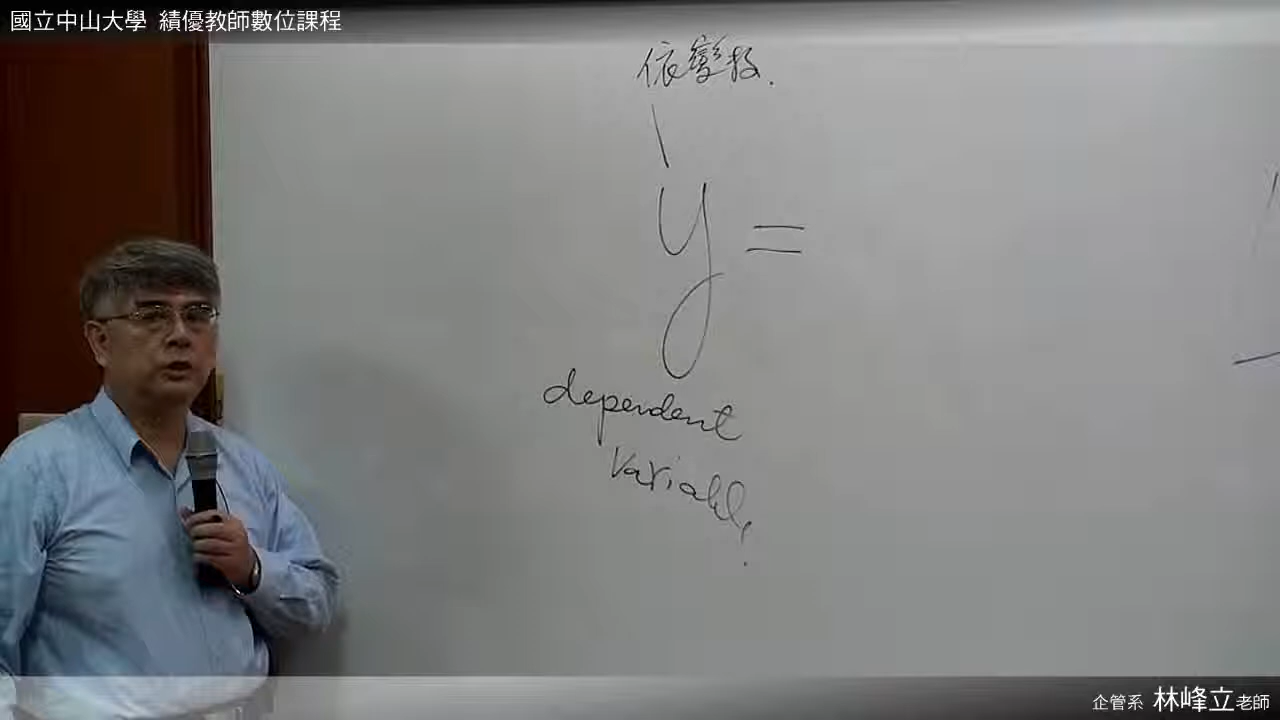 國立中山大學 績優教師數位課程
依變數.
y =
dependent
variable
企管系 林峰立老師